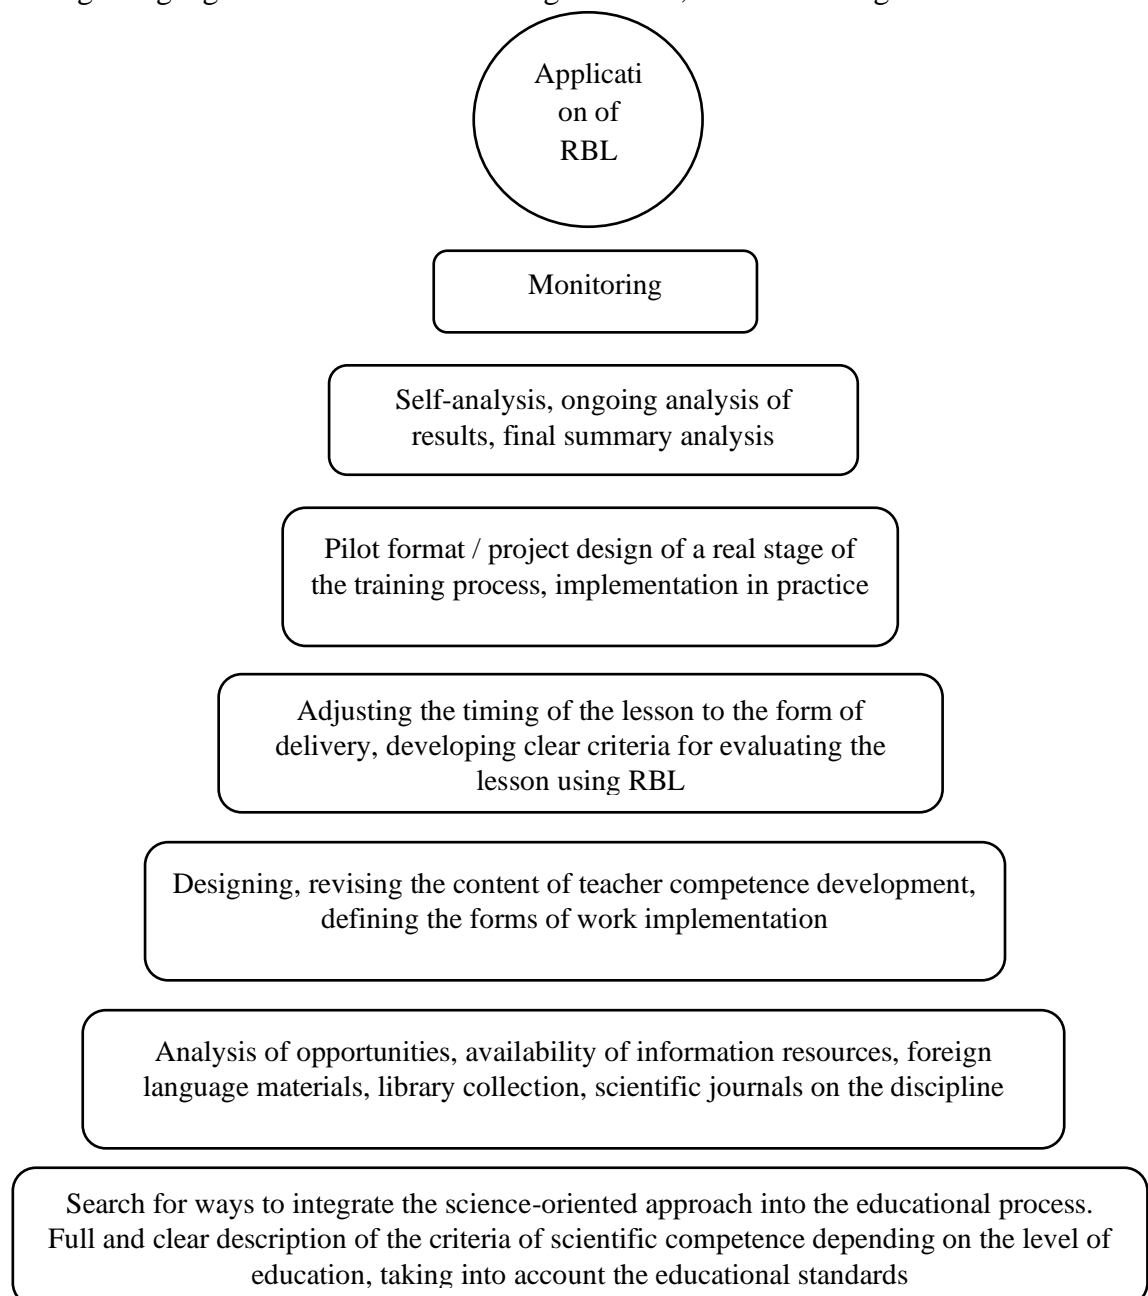 Applicati
on of
RBL
Monitoring
Self-analysis, ongoing analysis of
results, final summary analysis
Pilot format / project design of a real stage of
the training process, implementation in practice
Adjusting the timing of the lesson to the form of
delivery, developing clear criteria for evaluating the
lesson using RBL
Designing, revising the content of teacher competence development,
defining the forms of work implementation
Analysis of opportunities, availability of information resources, foreign
language materials, library collection, scientific journals on the discipline
Search for ways to integrate the science-oriented approach into the educational process.
Full and clear description of the criteria of scientific competence depending on the level of
education, taking into account the educational standards